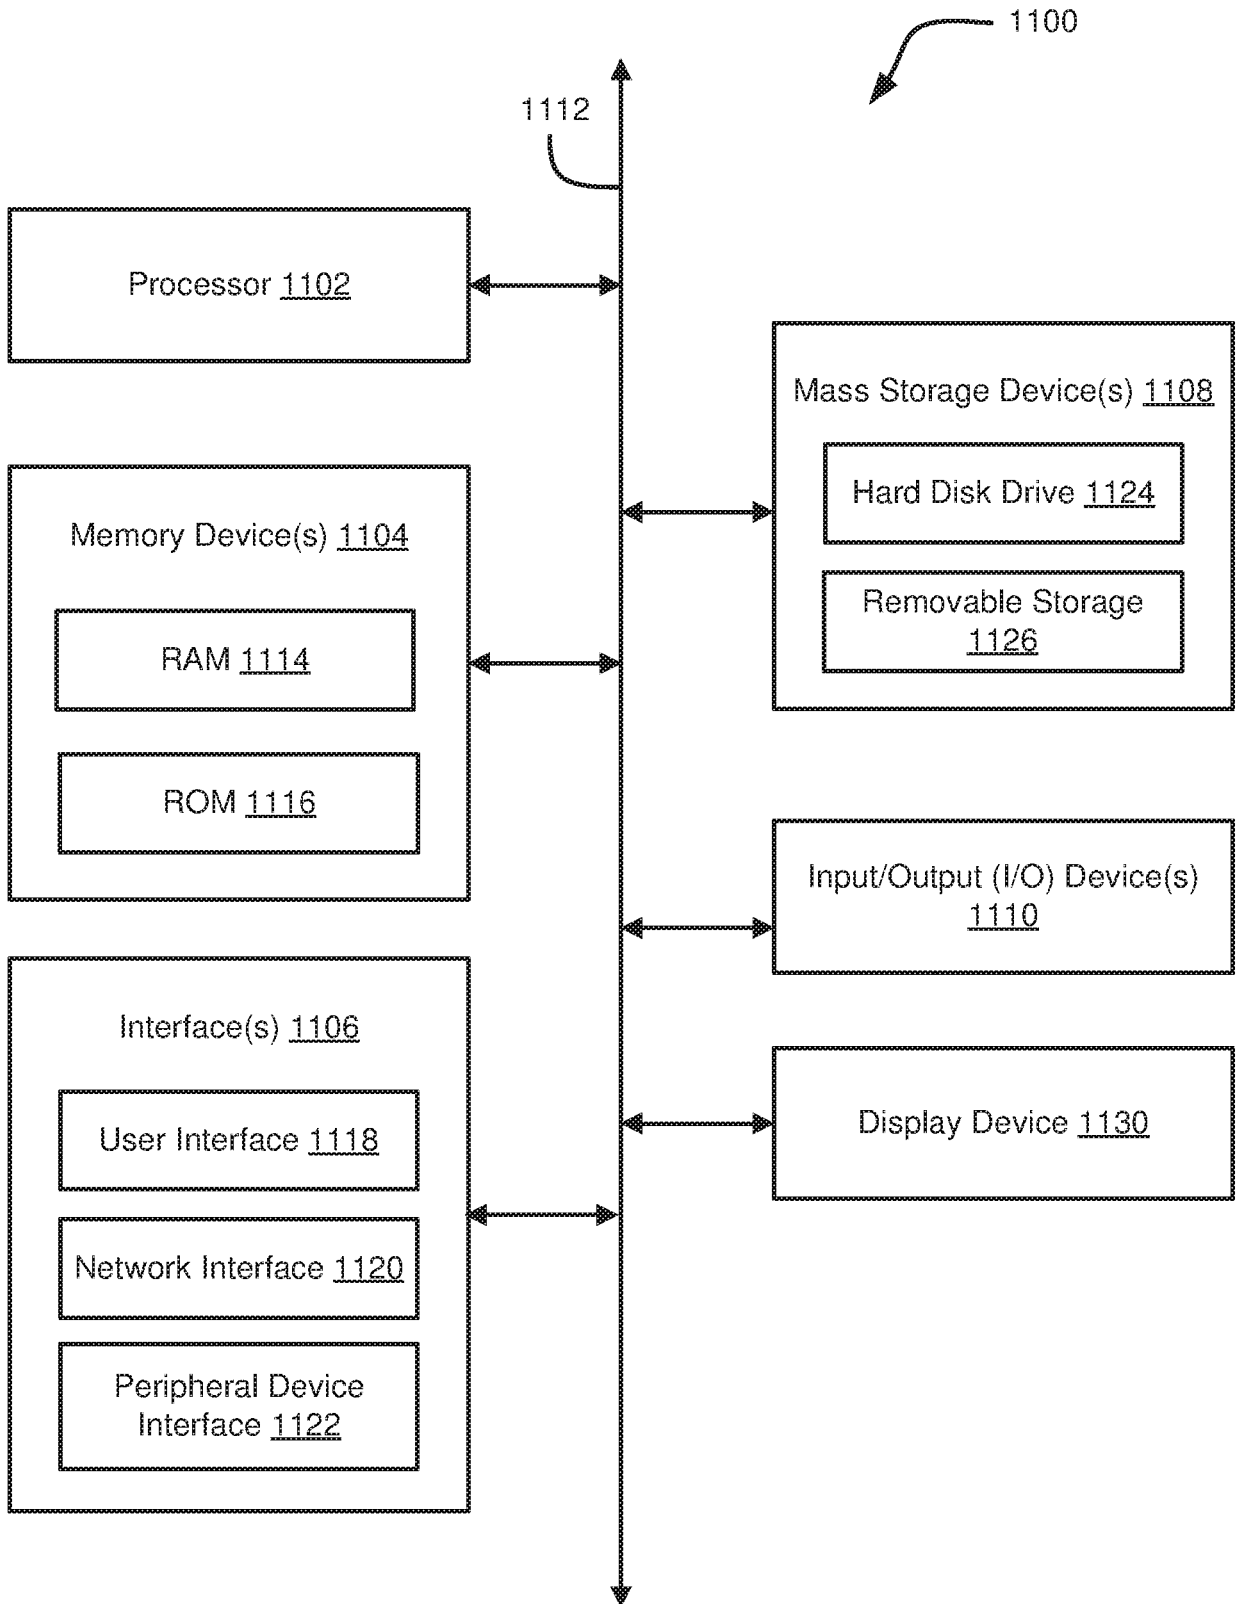 1100
1112
Processor 1102
Mass Storage Device(s) 1108
Hard Disk Drive 1124
Removable Storage
1126
Memory Device(s) 1104
RAM 1114
ROM 1116
Input/Output (I/O) Device(s)
1110
Interface(s) 1106
User Interface 1118
Network Interface 1120
Peripheral Device
Interface 1122
Display Device 1130